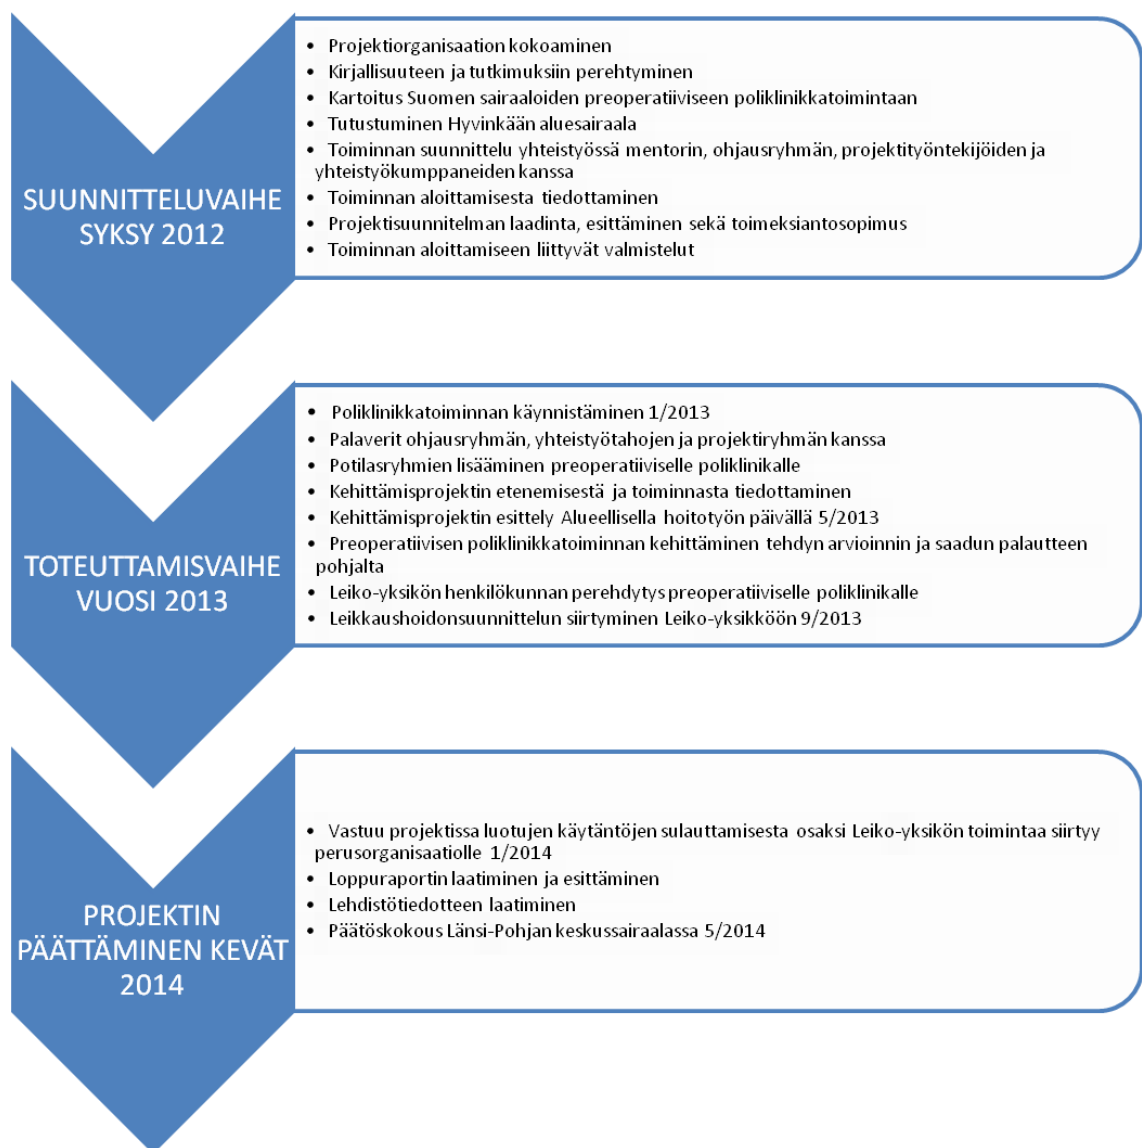 SUUNNITTELUVAIHE
SYKSY 2012
• Projektiorganisaation kokoaminen
• Kirjallisuuteen ja tutkimuksiin perehtyminen
• Kartoitus Suomen sairaaloiden preoperatiiviseen poliklinikkatoimintaan
• Tutustuminen Hyvinkään aluesairaala
• Toiminnan suunnittelu yhteistyössä mentorin, ohjausryhmän, projektityöntekijöiden ja
yhteistyökumppaneiden kanssa
• Toiminnan aloittamisesta tiedottaminen
• Projektisuunnitelman laadinta, esittäminen sekä toimeksiantosopimus
• Toiminnan aloittamiseen liittyvät valmistelut
TOTEUTTAMISVAIHE
VUOSI 2013
• Poliklinikkatoiminnan käynnistäminen 1/2013
• Palaverit ohjausryhmän, yhteistyötahojen ja projektiryhmän kanssa
• Potilasryhmien lisääminen preoperatiiviselle poliklinikalle
• Kehittämisprojektin etenemisestä ja toiminnasta tiedottaminen
• Kehittämisprojektin esittely Alueellisella hoitotyön päivällä 5/2013
• Preoperatiivisen poliklinikkatoiminnan kehittäminen tehdyn arvioinnin ja saadun palautteen
pohjalta
• Leiko-yksikön henkilökunnan perehdytys preoperatiiviselle poliklinikalle
• Leikkaushoidonsuunnittelun siirtyminen Leiko-yksikköön 9/2013
PROJEKTIN
PÄÄTTÄMINEN KEVÄT
2014
• Vastuu projektissa luotujen käytäntöjen sulauttamisesta osaksi Leiko-yksikön toimintaa siirtyy
perusorganisaatiolle 1/2014
• Loppuraportin laatiminen ja esittäminen
• Lehdistötiedotteen laatiminen
• Päätöskokous Länsi-Pohjan keskussairaalassa 5/2014